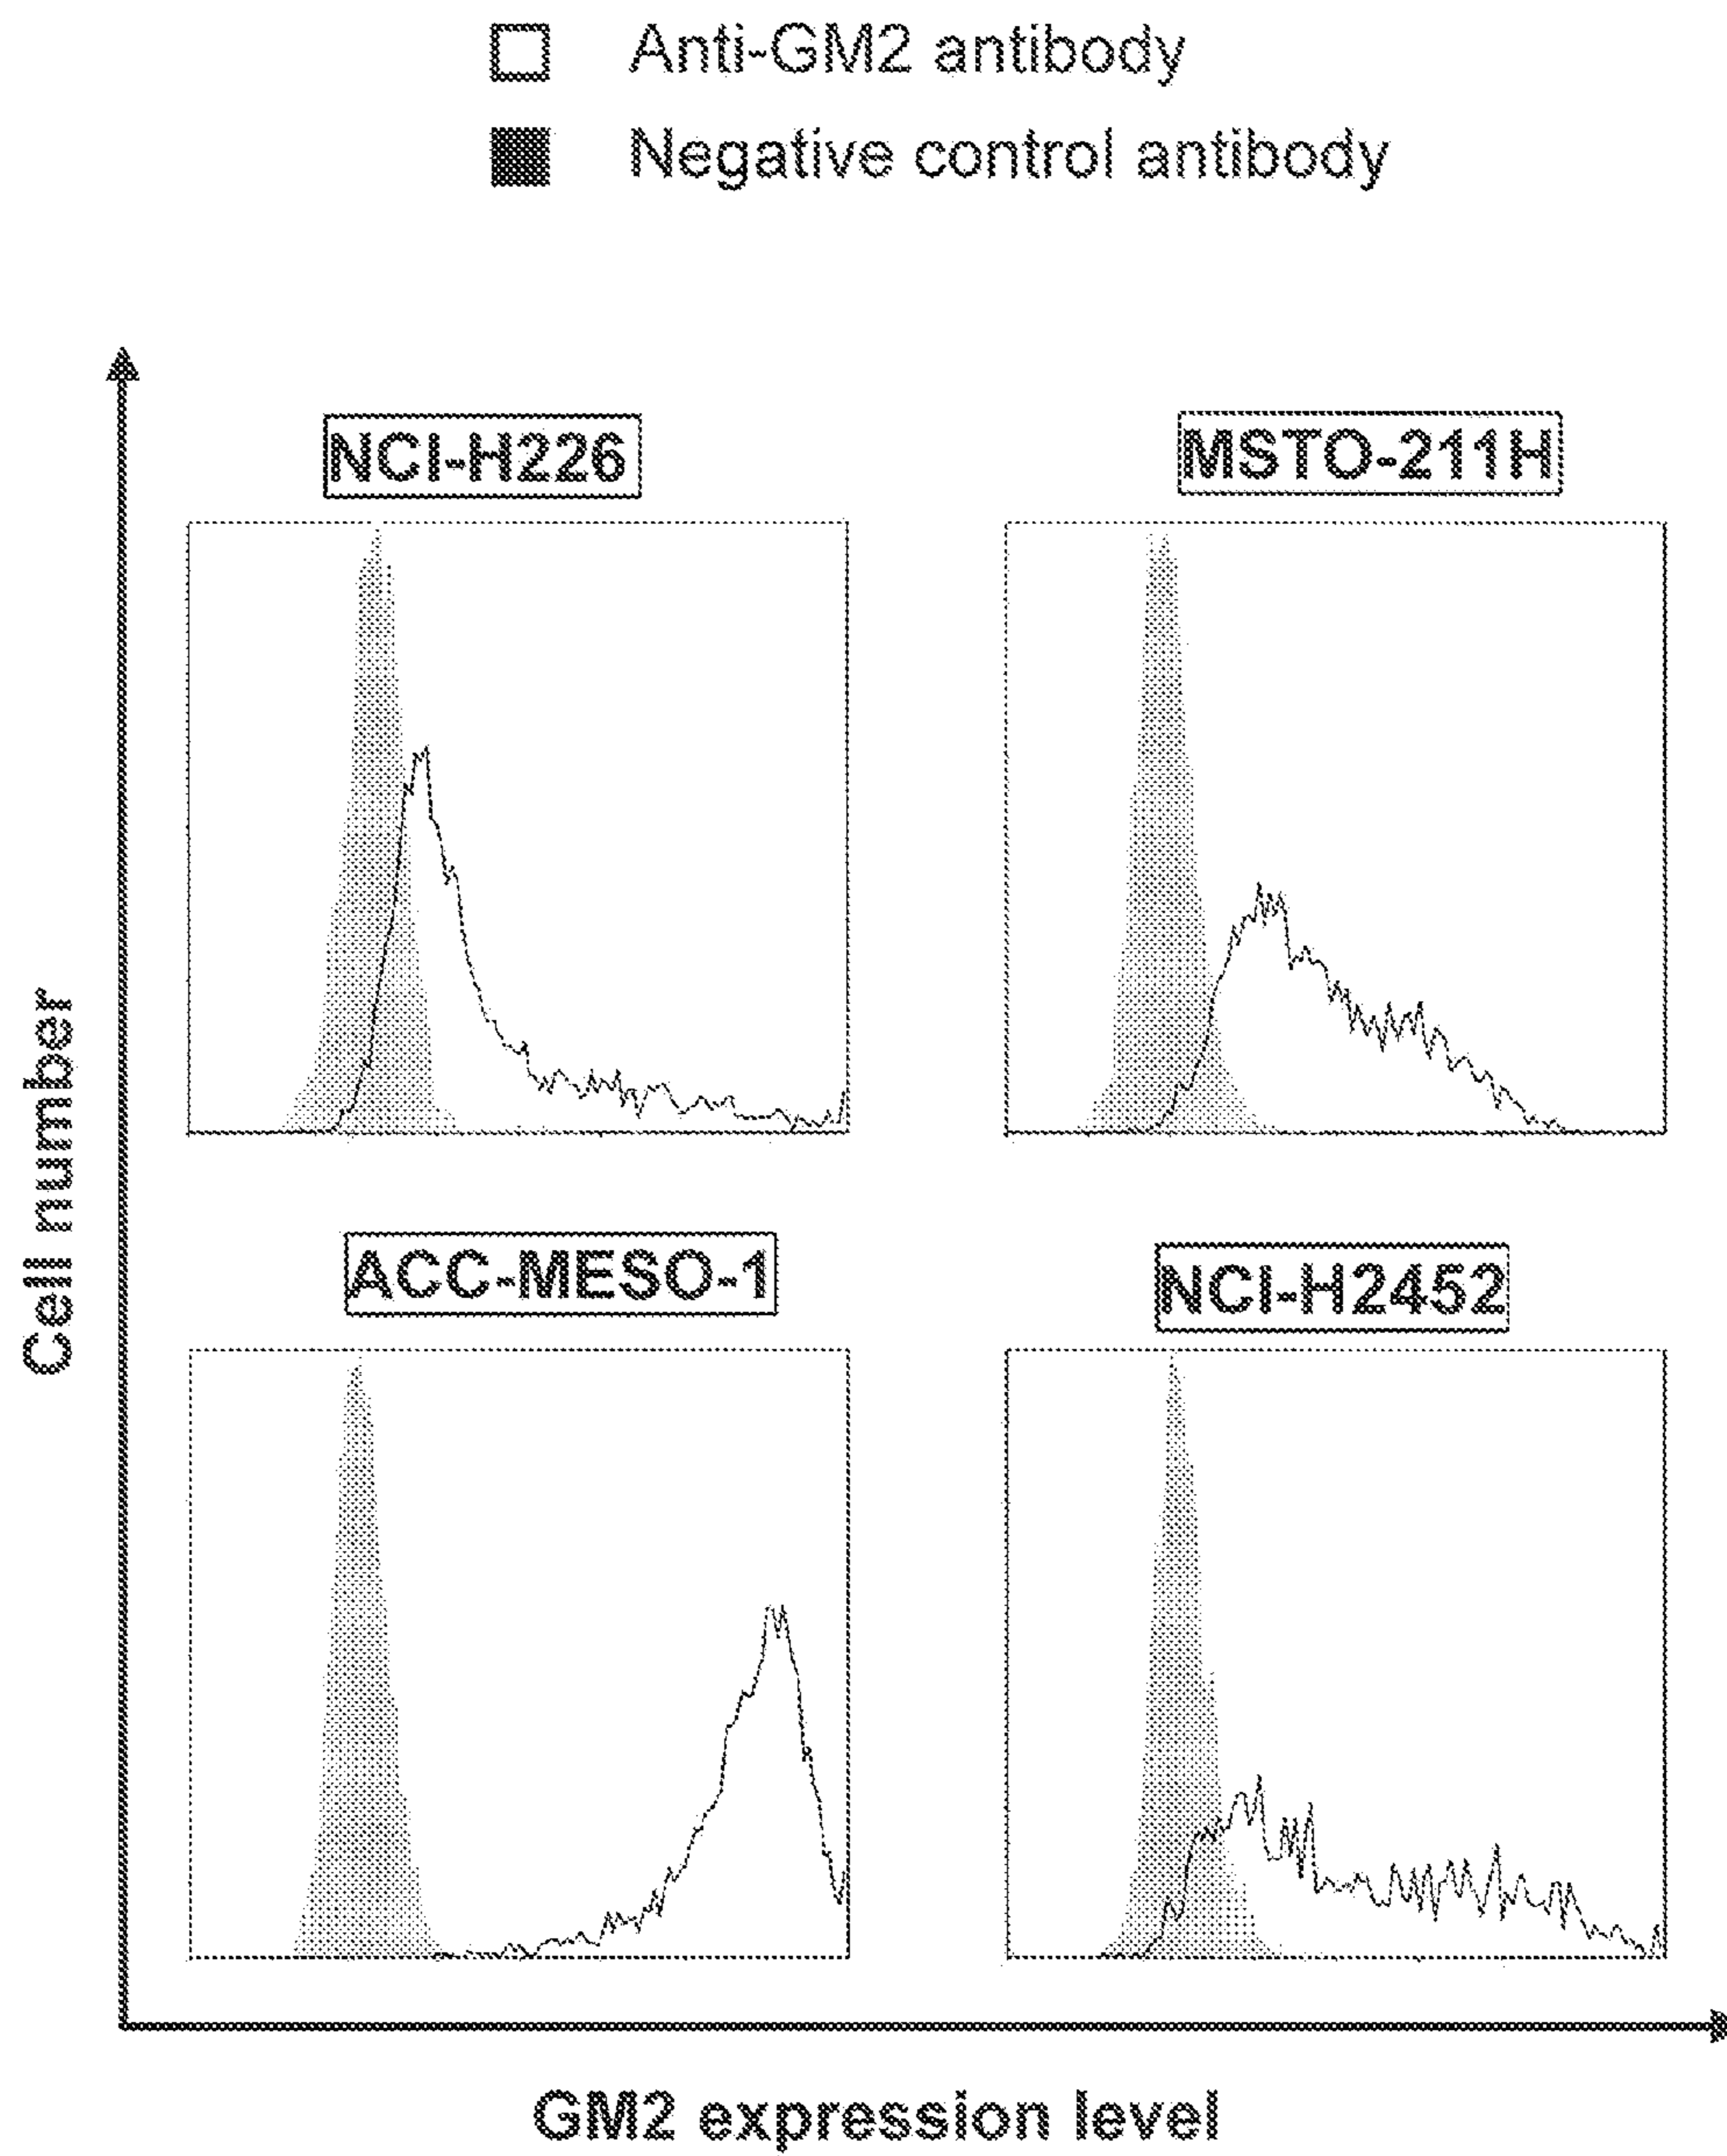 Anti-GM2 antibody
Negative control antibody
NCI-H226
MSTO-211H
Cell number
ACC-MESO-1
NCI-H2452
GM2 expression level